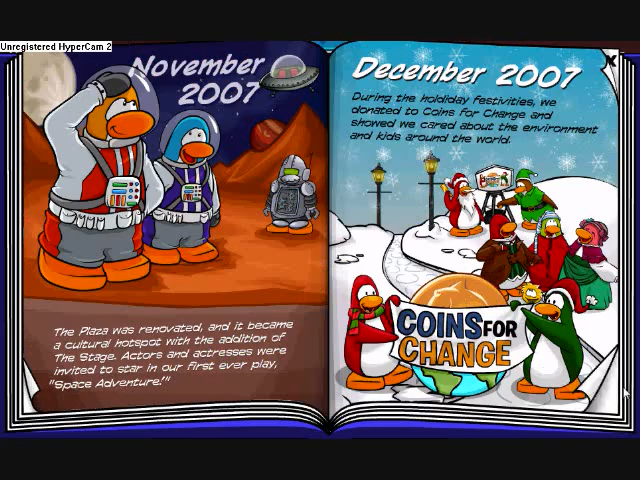 Unregistered HyperCam 2
November
2007
The Plaza was renovated, and it became
a cultural hotspot with the addition of
The Stage. Actors and actresses were
invited to star in our first ever play,
"Space Adventure."
December 2007
During the holdiday festivities, we
donated to Coins for Change and
showed we cared about the environment
and kids around the world.
COINS FOR
CHANGE
X